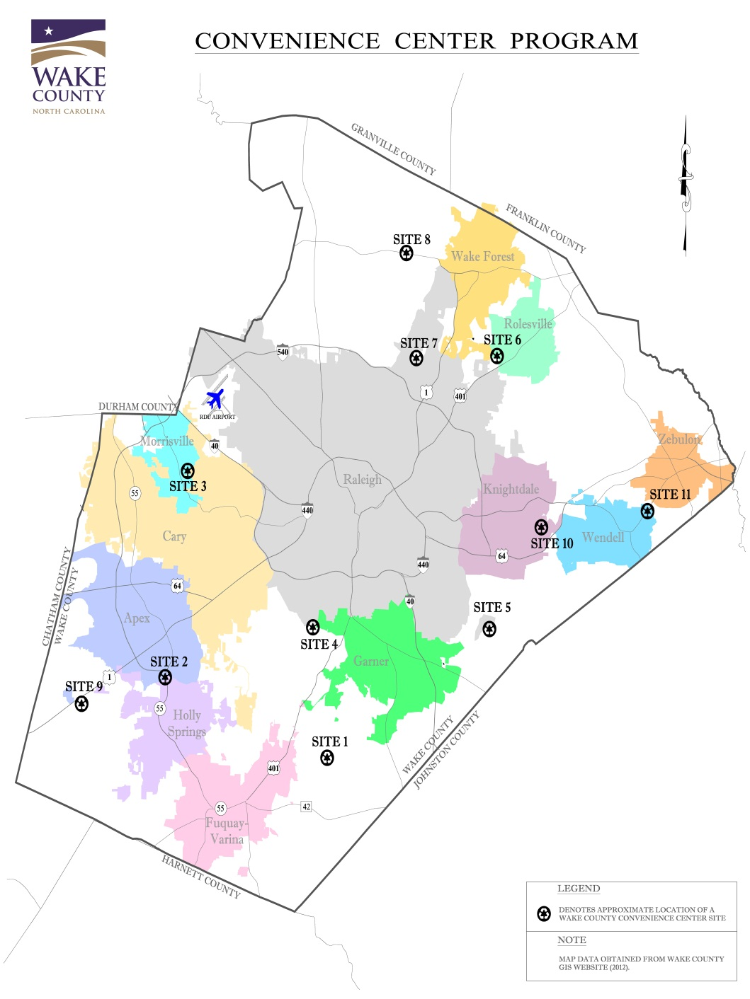 CONVENIENCE CENTER PROGRAM
WAKE
COUNTY
NORTH CAROLINA
GRANVILLE COUNTY
FRANKLIN COUNTY
SITE 8
Wake Forest
Rolesville
SITE 7
SITE 6
540
1
401
DURHAM COUNTY
RDU AIRPORT
Morrisville
40
Zebulon
SITE 3
55
Raleigh
Knightdale
SITE 11
440
Cary
SITE 10
Wendell
64
440
CHATHAM COUNTY
WAKE COUNTY
64
40
SITE 5
Apex
SITE 4
Garner
SITE 2
1
SITE 9
55
Holly
Springs
SITE 1
WAKE COUNTY
JOHNSTON COUNTY
401
55
42
Fuquay-
Varina
HARNETT COUNTY
LEGEND
DENOTES APPROXIMATE LOCATION OF A
WAKE COUNTY CONVENIENCE CENTER SITE
NOTE
MAP DATA OBTAINED FROM WAKE COUNTY
GIS WEBSITE (2012).